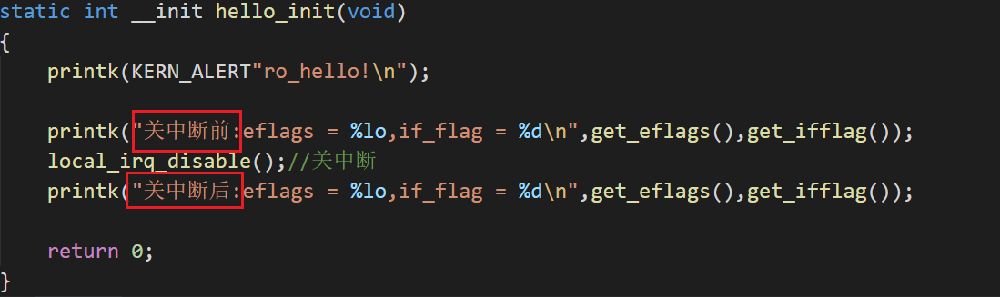 static int __init hello_init(void)
{
    printk(KERN_ALERT"ro_hello!\n");
    printk("关中断前:eflags = %lo,if_flag = %d\n",get_eflags(),get_ifflag());
    local_irq_disable();//关中断
    printk("关中断后:eflags = %lo,if_flag = %d\n",get_eflags(),get_ifflag());
    return 0;
}